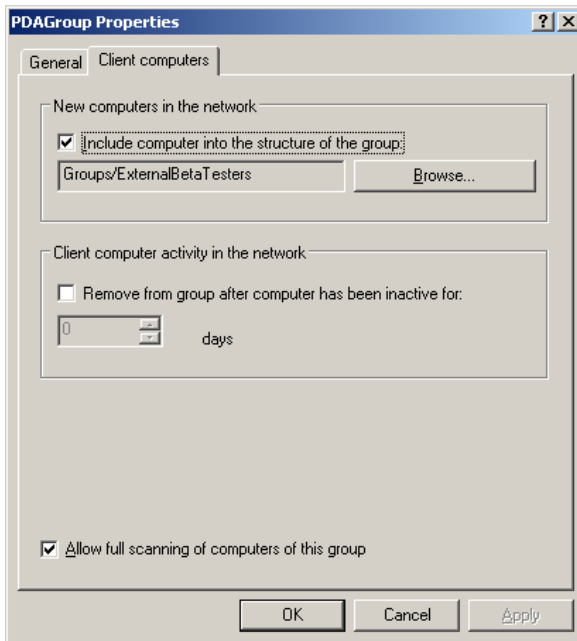 PDAGroup Properties
General Client computers
New computers in the network
Include computer into the structure of the group:
Groups/ExternalBetaTesters Browse...
Client computer activity in the network
Remove from group after computer has been inactive for:
0 days
Allow full scanning of computers of this group
OK Cancel Apply